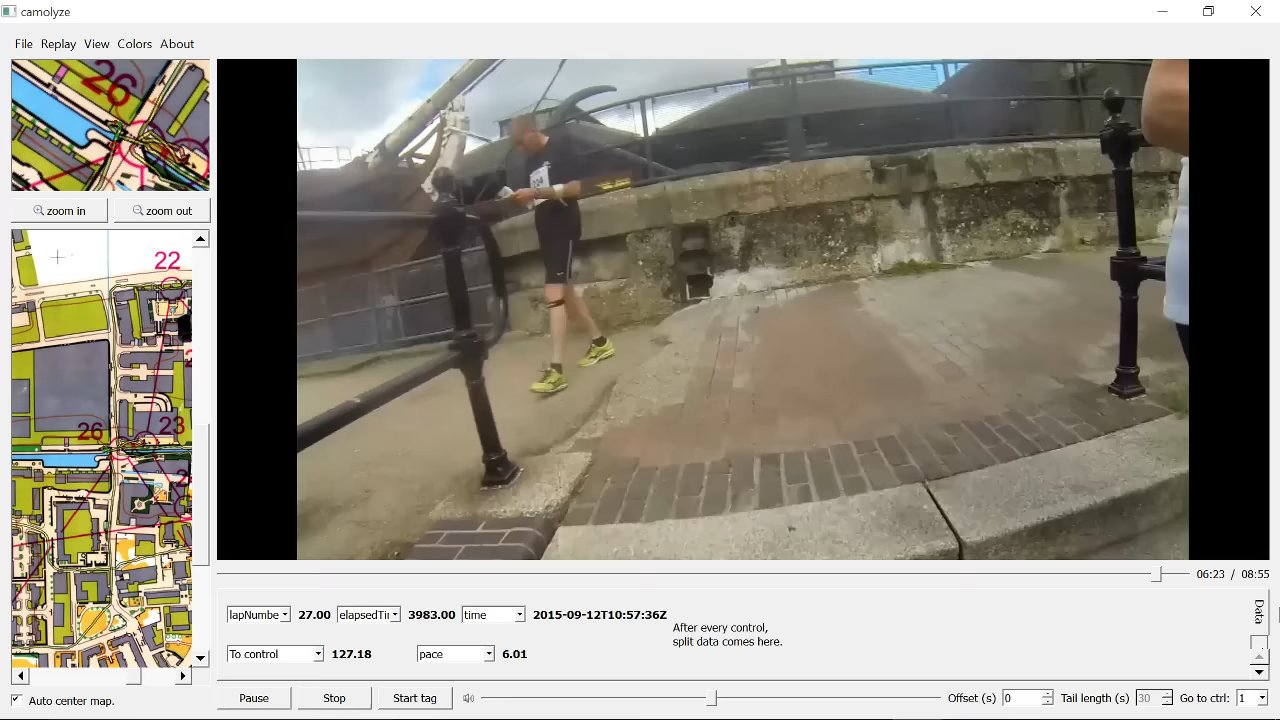 camolyze
File Replay View Colors About
26
zoom in zoom out
22
26 23
lapNumbe 27.00 elapsedTi 3983.00 time 2015-09-12T10:57:36Z
To control 127.18 pace 6.01
After every control,
split data comes here.
06:23 / 08:55
Data
Auto center map.
Pause Stop Start tag
Offset (s) 0 Tail length (s) 30 Go to ctrl: 1